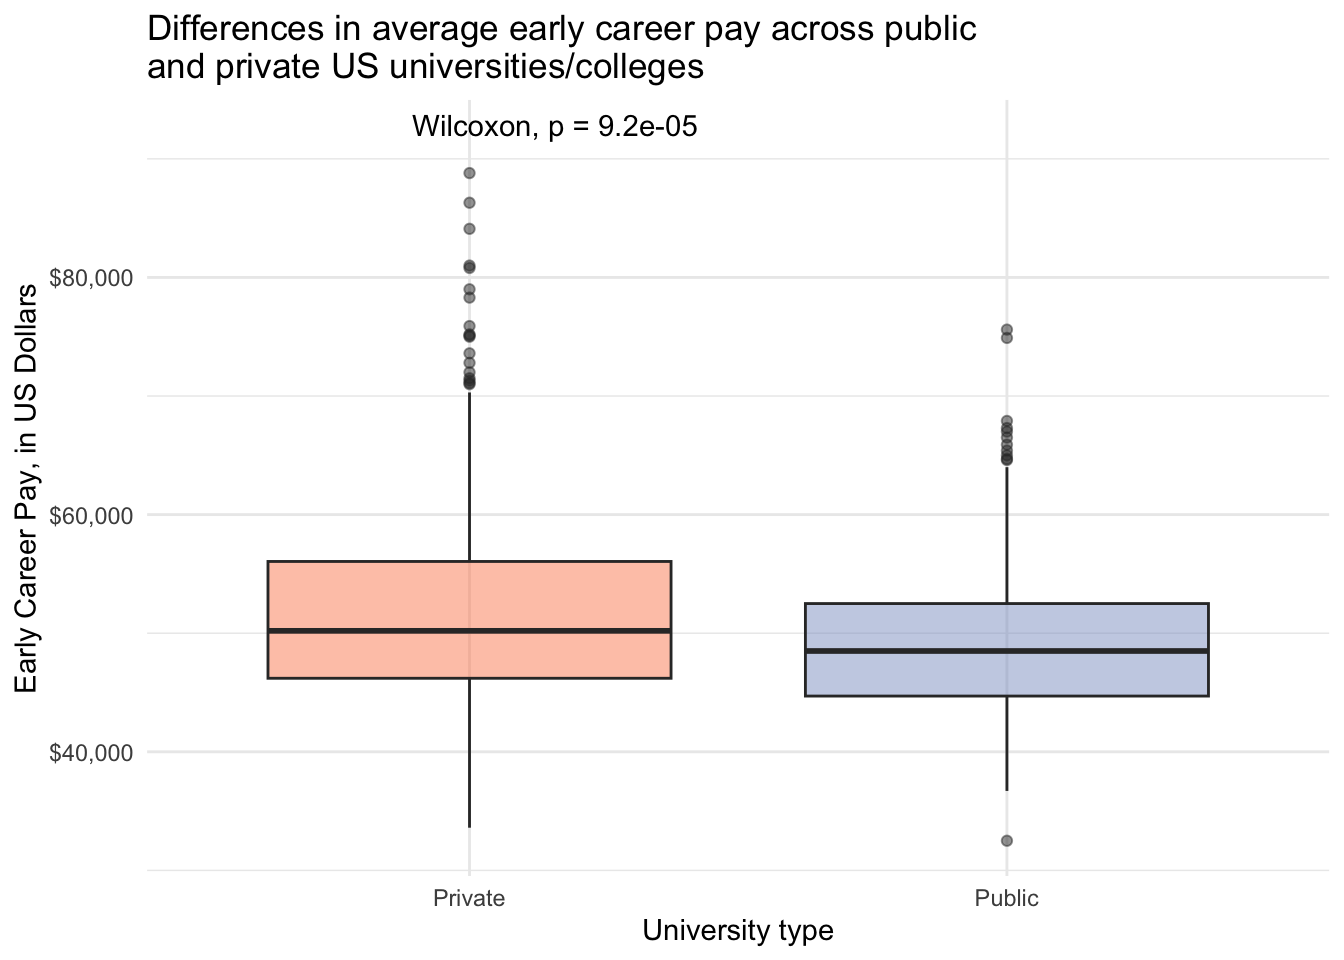 Differences in average early career pay across public
and private US universities/colleges
Wilcoxon, p = 9.2e-05
Early Career Pay, in US Dollars
$80,000
$60,000
$40,000
Private
Public
University type